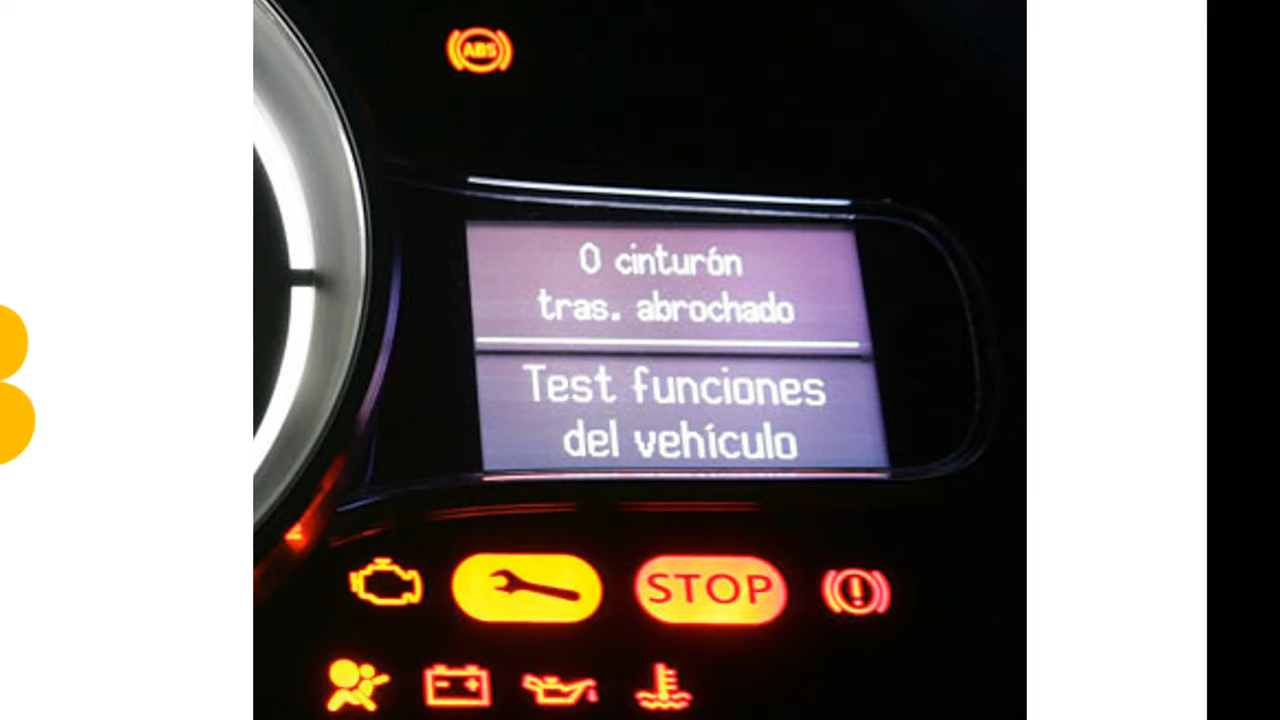 ABS
0 cinturón
tras. abrochado
Test funciones
del vehículo
STOP